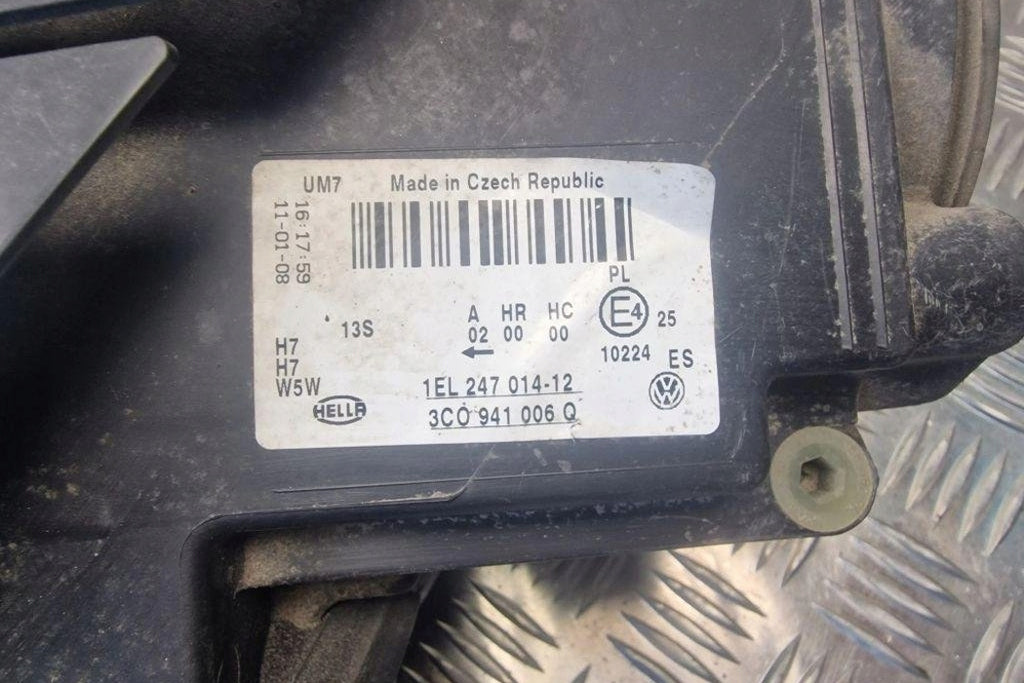 UM7 Made in Czech Republic
16:17:59
11-01-08
PL
13S
A HR HC
02 00 00
E4 25
10224 ES
H7
H7
W5W
HELLA
1EL 247 014-12
3C0 941 006 Q
VW